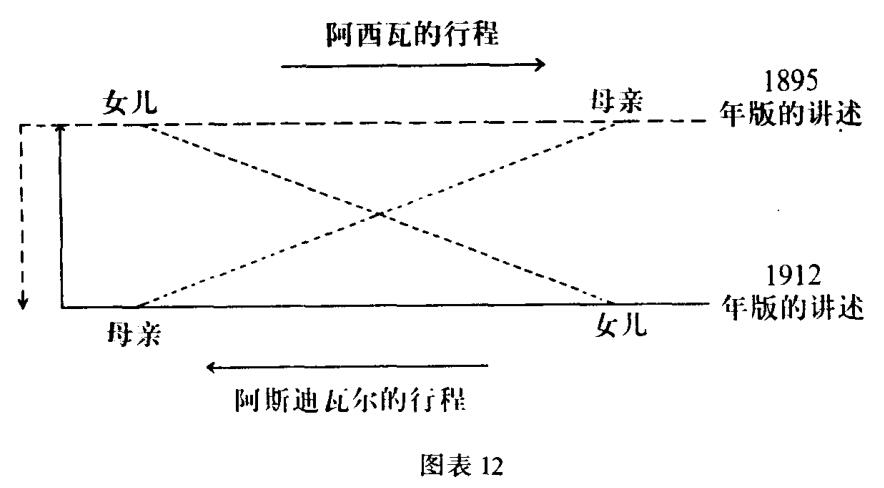 阿西瓦的行程
女儿
母亲
1895
年版的讲述
1912
年版的讲述
母亲
女儿
阿斯迪瓦尔的行程
图表 12